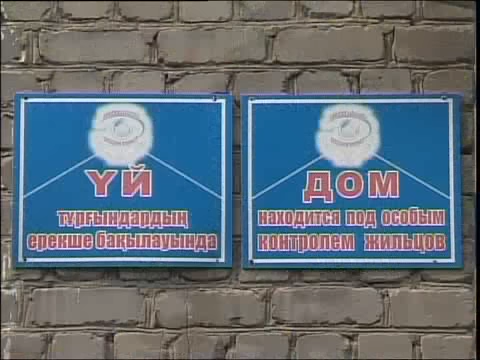 ҮЙ
тұрғындардың
ерекше бақылауында
ДОМ
находится под особым
контролем жильцов